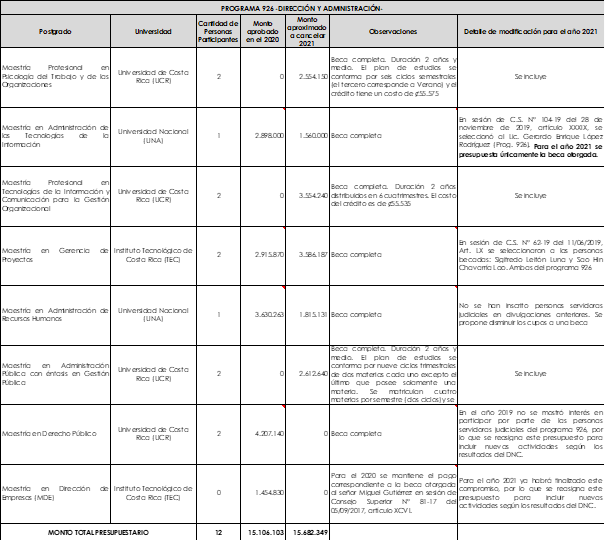 PROGRAMA 926 -DIRECCIÓN Y ADMINISTRACIÓN-
Postgrado
Universidad
Cantidad de
Personas
Participantes
Monto
aprobado
en el 2020
Monto
aproximado
a cancelar
2021
Observaciones
Detalle de modificación para el año 2021
Maestría Profesional en
Psicología del Trabajo y de las
Organizaciones
Universidad de Costa
Rica (UCR)
2
0
2.554.150
Beca completa. Duración 2 años y
medio. El plan de estudios se
conforma por seis ciclos semestrales
(el tercero corresponde a Verano) y el
crédito tiene un costo de ¢55.575
Se incluye
Maestría en Administración de
las Tecnologías de la
Información
Universidad Nacional
(UNA)
1
2.898.000
1.560.000
Beca completa
En sesión de C.S. N° 104-19 del 28 de
noviembre de 2019, artículo XXXIX, se
seleccionó al Lic. Gerardo Enrique López
Rodríguez (Prog. 926). Para el año 2021 se
presupuesta únicamente la beca otorgada.
Maestría Profesional en
Tecnologías de la Información y
Comunicación para la Gestión
Organizacional
Universidad de Costa
Rica (UCR)
2
0
3.554.240
Beca completa. Duración 2 años
distribuidos en 6 cuatrimestres. El costo
del crédito es de ¢55.535
Se incluye
Maestría en Gerencia de
Proyectos
Instituto Tecnológico de
Costa Rica (TEC)
2
2.915.870
3.586.187
Beca completa
En sesión de C.S. N° 62-19 del 11/06/2019,
Art. LX se seleccionaron a las personas
becadas: Sigifredo Leitón Luna y Sao Hin
Chavarría Lao. Ambas del programa 926
Maestría en Administración de
Recursos Humanos
Universidad Nacional
(UNA)
1
3.630.263
1.815.131
Beca completa
No se han inscrito personas servidoras
judiciales en divulgaciones anteriores. Se
propone disminuir los cupos a una beca
Maestría en Administración
Pública con énfasis en Gestión
Pública
Universidad de Costa
Rica (UCR)
2
0
2.612.640
Beca completa. Duración 2 años y
medio. El plan de estudios se
conforma por nueve ciclos trimestrales
de dos materias cada uno excepto el
último que posee solamente una
materia. Se matriculan cuatro
materias por semestre (dos ciclos) y se
Se incluye
Maestría en Derecho Público
Universidad de Costa
Rica (UCR)
2
4.207.140
0
Beca completa
En el año 2019 no se mostró interés en
participar por parte de las personas
servidoras judiciales del programa 926, por
lo que se reasigna este presupuesto para
incluir nuevas actividades según los
resultados del DNC.
Maestría en Dirección de
Empresas (MDE)
Instituto Tecnológico de
Costa Rica (TEC)
0
1.454.830
0
Para el 2020 se mantiene el pago
correspondiente a la beca otorgada
al señor Miguel Gutiérrez en sesión de
Consejo Superior N° 81-17 del
05/09/2017, artículo XCVI.
Para el año 2021 ya habrá finalizado este
compromiso, por lo que se reasigna este
presupuesto para incluir nuevas
actividades según los resultados del DNC.
MONTO TOTAL PRESUPUESTARIO
12
15.106.103
15.682.349